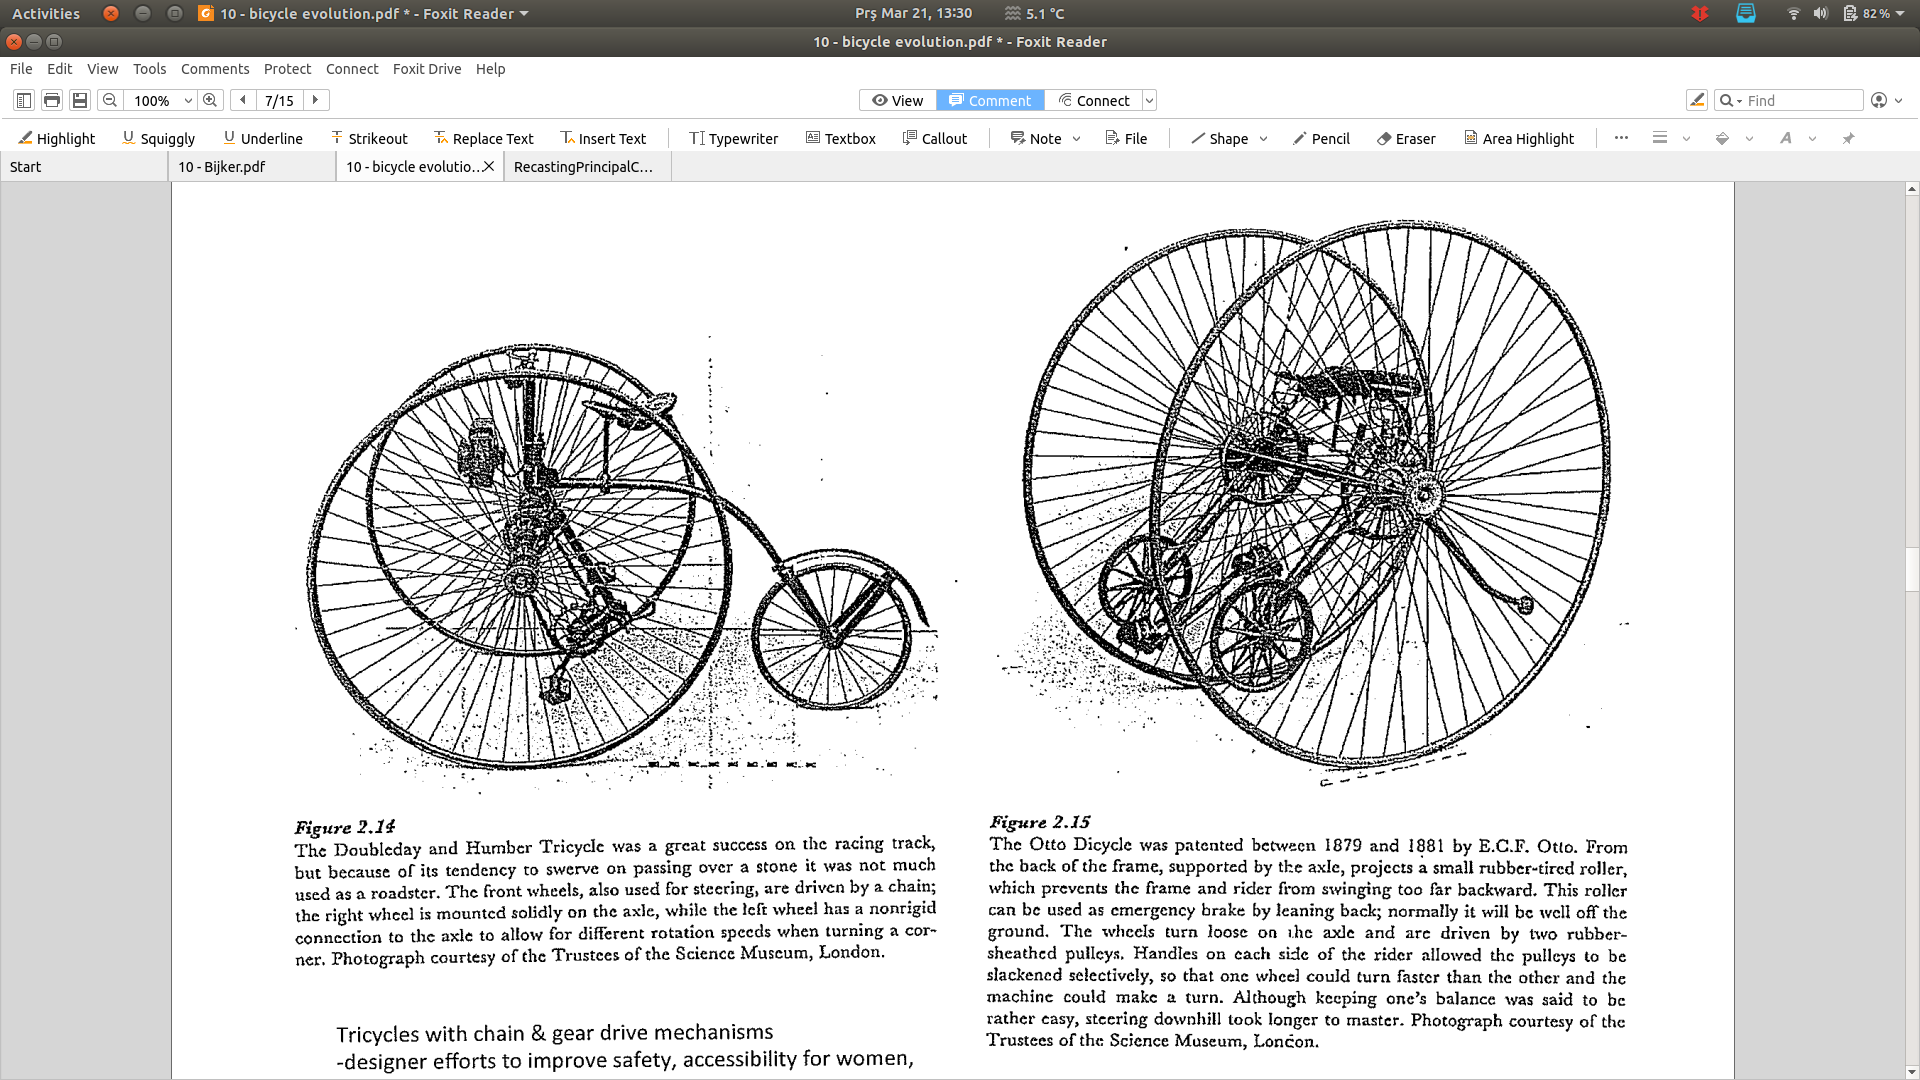 Activities
10 - bicycle evolution.pdf * - Foxit Reader
Prş Mar 21, 13:30
5.1 °C
82 %
10 - bicycle evolution.pdf * - Foxit Reader
File Edit View Tools Comments Protect Connect Foxit Drive Help
100%
7/15
View
Comment
Connect
Find
Highlight
Squiggly
Underline
Strikeout
Replace Text
Insert Text
Typewriter
Textbox
Callout
Note
File
Shape
Pencil
Eraser
Area Highlight
Start
10 - Bijker.pdf
10 - bicycle evolutio...
RecastingPrincipalC...
Figure 2.14
The Doubleday and Humber Tricycle was a great success on the racing track,
but because of its tendency to swerve on passing over a stone it was not much
used as a roadster. The front wheels, also used for steering, are driven by a chain;
the right wheel is mounted solidly on the axle, while the left wheel has a nonrigid
connection to the axle to allow for different rotation speeds when turning a cor-
ner. Photograph courtesy of the Trustees of the Science Museum, London.
Tricycles with chain & gear drive mechanisms
-designer efforts to improve safety, accessibility for women,
Figure 2.15
The Otto Dicycle was patented between 1879 and 1881 by E.C.F. Otto. From
the back of the frame, supported by the axle, projects a small rubber-tired roller,
which prevents the frame and rider from swinging too far backward. This roller
can be used as emergency brake by leaning back; normally it will be well off the
ground. The wheels turn loose on the axle and are driven by two rubber-
sheathed pulleys. Handles on each side of the rider allowed the pulleys to be
slackened selectively, so that one wheel could turn faster than the other and the
machine could make a turn. Although keeping one's balance was said to be
rather easy, steering downhill took longer to master. Photograph courtesy of the
Trustees of the Science Museum, London.